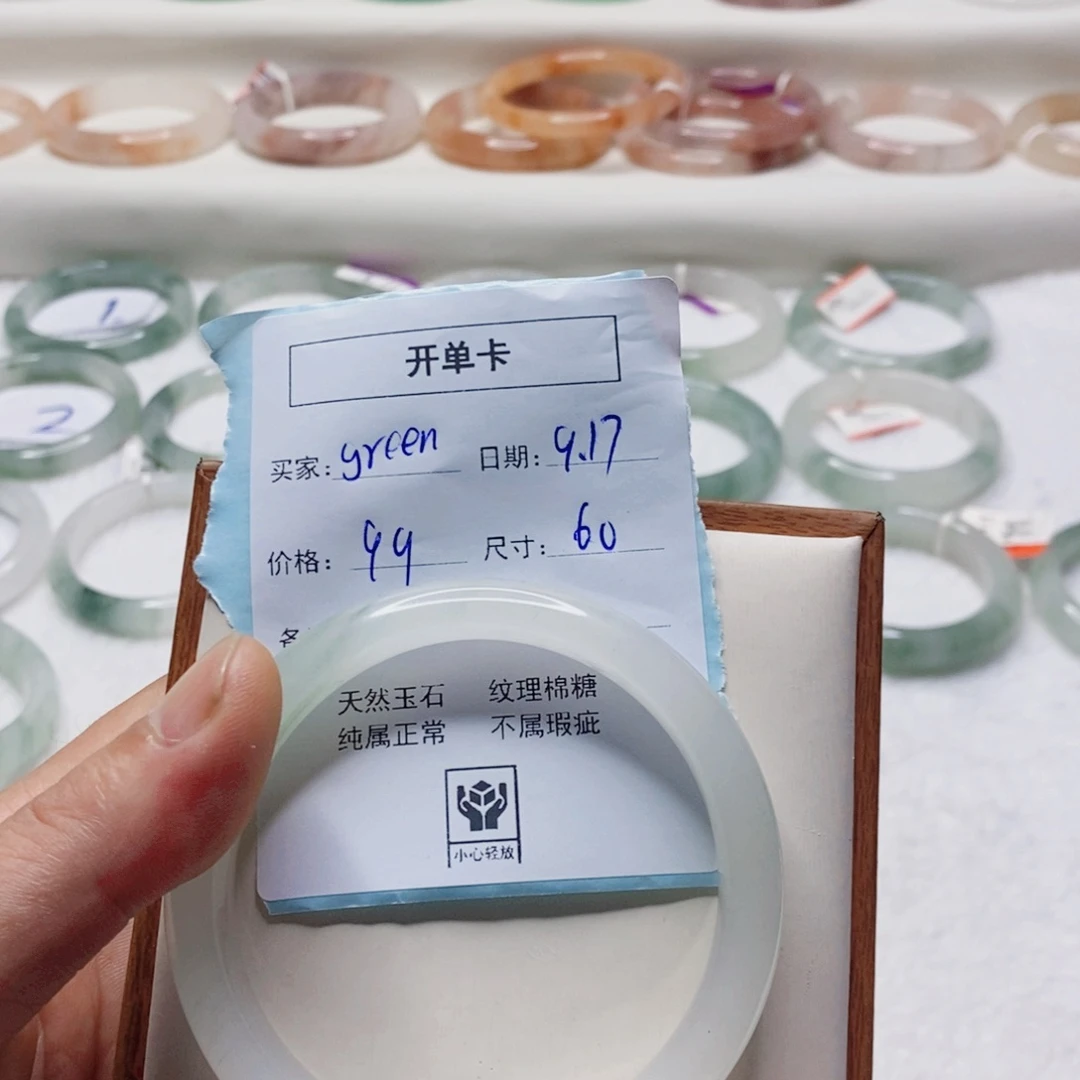 1
2
开单卡
买家: green 日期: 9.17
价格: 99 尺寸: 60
天然玉石 纹理棉糖
纯属正常 不属瑕疵
小心轻放